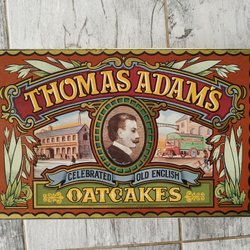 THOMAS ADAMS
CELEBRATED OLD ENGLISH
OATCAKES